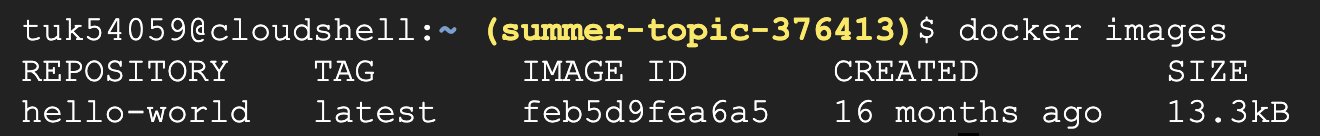 tuk54059@cloudshell:~ (summer-topic-376413)$ docker images
REPOSITORY TAG IMAGE ID CREATED SIZE
hello-world latest feb5d9fea6a5 16 months ago 13.3kB